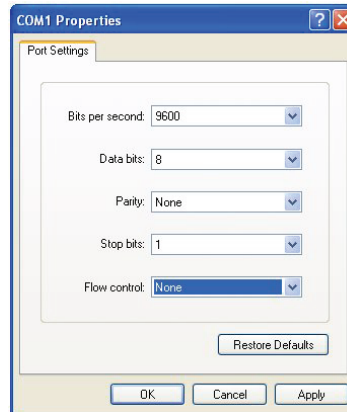 COM1 Properties
Port Settings
Bits per second: 9600
Data bits: 8
Parity: None
Stop bits: 1
Flow control: None
Restore Defaults
OK Cancel Apply